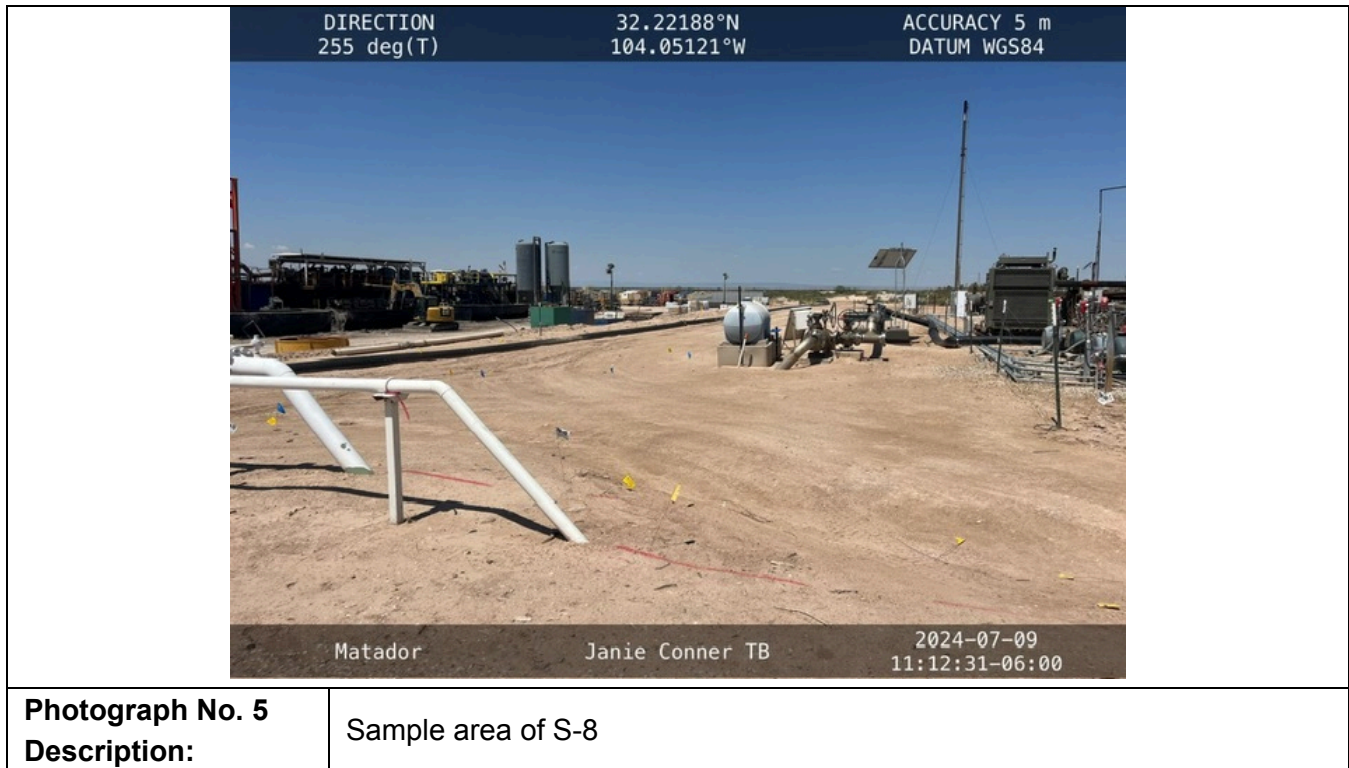 DIRECTION
255 deg(T)
32.22188°N
104.05121°W
ACCURACY 5 m
DATUM WGS84
Matador
Janie Conner TB
2024-07-09
11:12:31-06:00
Photograph No. 5
Description:
Sample area of S-8